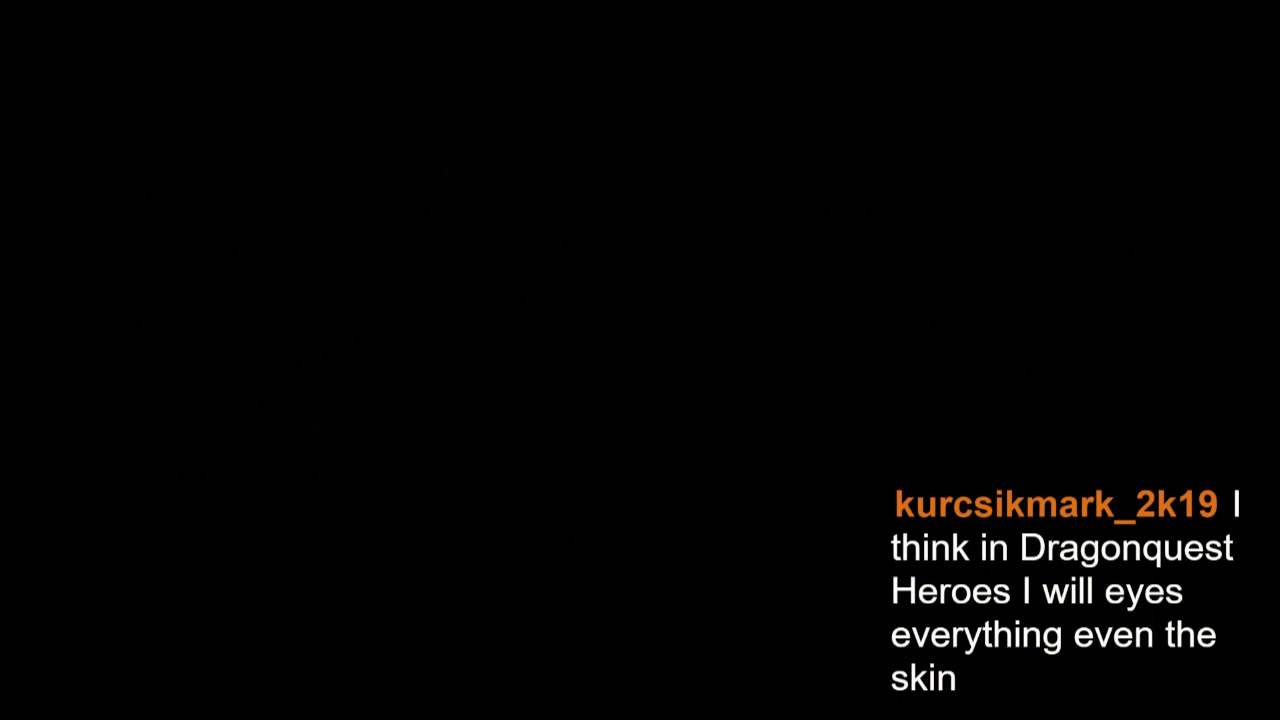 kurcsikmark_2k19 I
think in Dragonquest
Heroes I will eyes
everything even the
skin